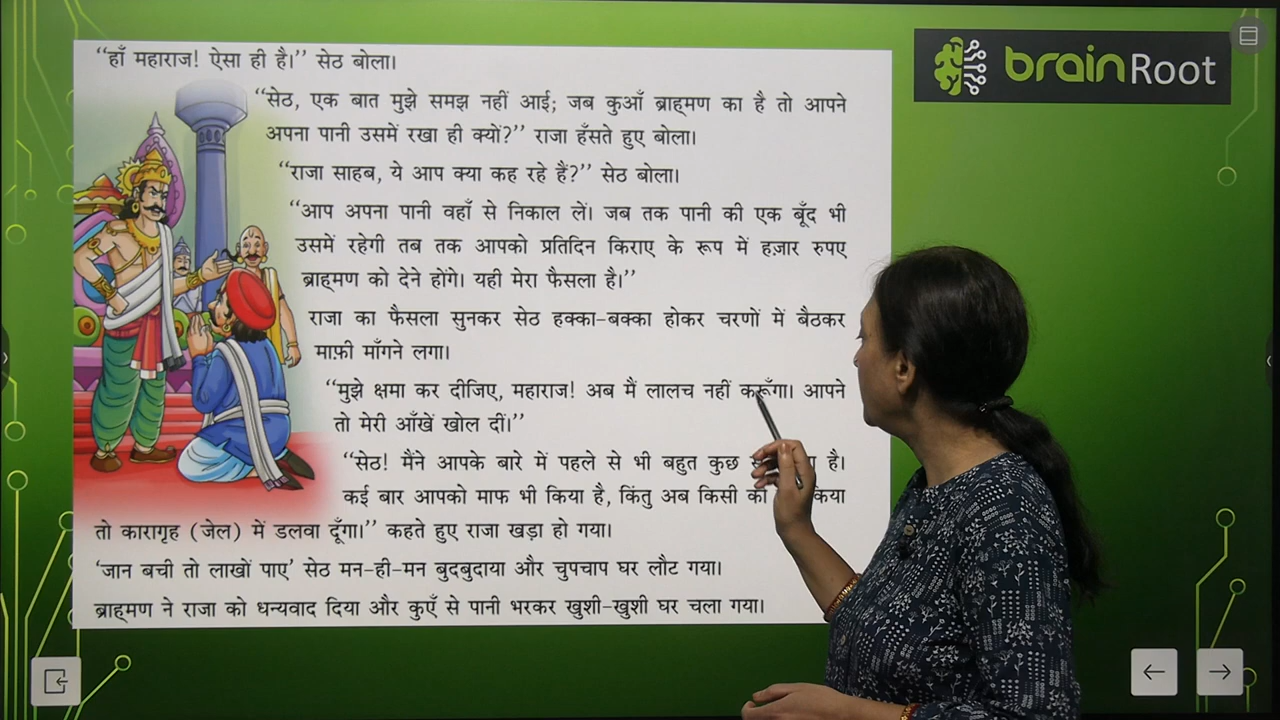 "हाँ महाराज! ऐसा ही है।" सेठ बोला।
brainRoot
"सेठ, एक बात मुझे समझ नहीं आई; जब कुआँ ब्राह्मण का है तो आपने
अपना पानी उसमें रखा ही क्यों?" राजा हँसते हुए बोला।
"राजा साहब, ये आप क्या कह रहे हैं?" सेठ बोला।
"आप अपना पानी वहाँ से निकाल लें। जब तक पानी की एक बूँद भी
उसमें रहेगी तब तक आपको प्रतिदिन किराए के रूप में हज़ार रुपए
ब्राह्मण को देने होंगे। यही मेरा फैसला है।"
राजा का फैसला सुनकर सेठ हक्का-बक्का होकर चरणों में बैठकर
माफ़ी माँगने लगा।
"मुझे क्षमा कर दीजिए, महाराज! अब मैं लालच नहीं करूँगा। आपने
तो मेरी आँखें खोल दीं।"
"सेठ! मैंने आपके बारे में पहले से भी बहुत कुछ है।
कई बार आपको माफ भी किया है, किंतु अब किसी को किया
तो कारागृह (जेल) में डलवा दूँगा।" कहते हुए राजा खड़ा हो गया।
'जान बची तो लाखों पाए' सेठ मन-ही-मन बुदबुदाया और चुपचाप घर लौट गया।
ब्राह्मण ने राजा को धन्यवाद दिया और कुएँ से पानी भरकर खुशी-खुशी घर चला गया।